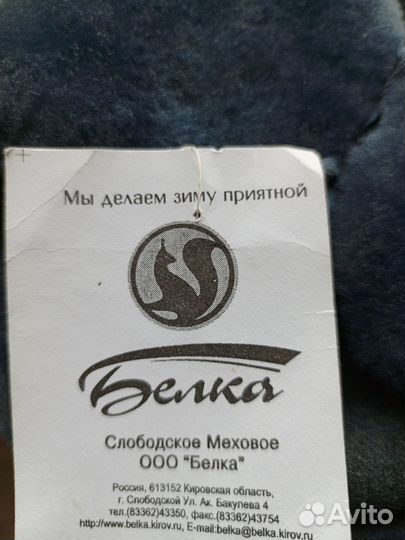 Мы делаем зиму приятной
Белка
Слободское Меховое
ООО "Белка"
Россия, 613152 Кировская область,
г. Слободской Ул. Ак. Бакулева 4
тел.(83362)43350, факс.(83362)43754
http://www.belka.kirov.ru, E-mail:belka@belka.kirov.ru
Avito